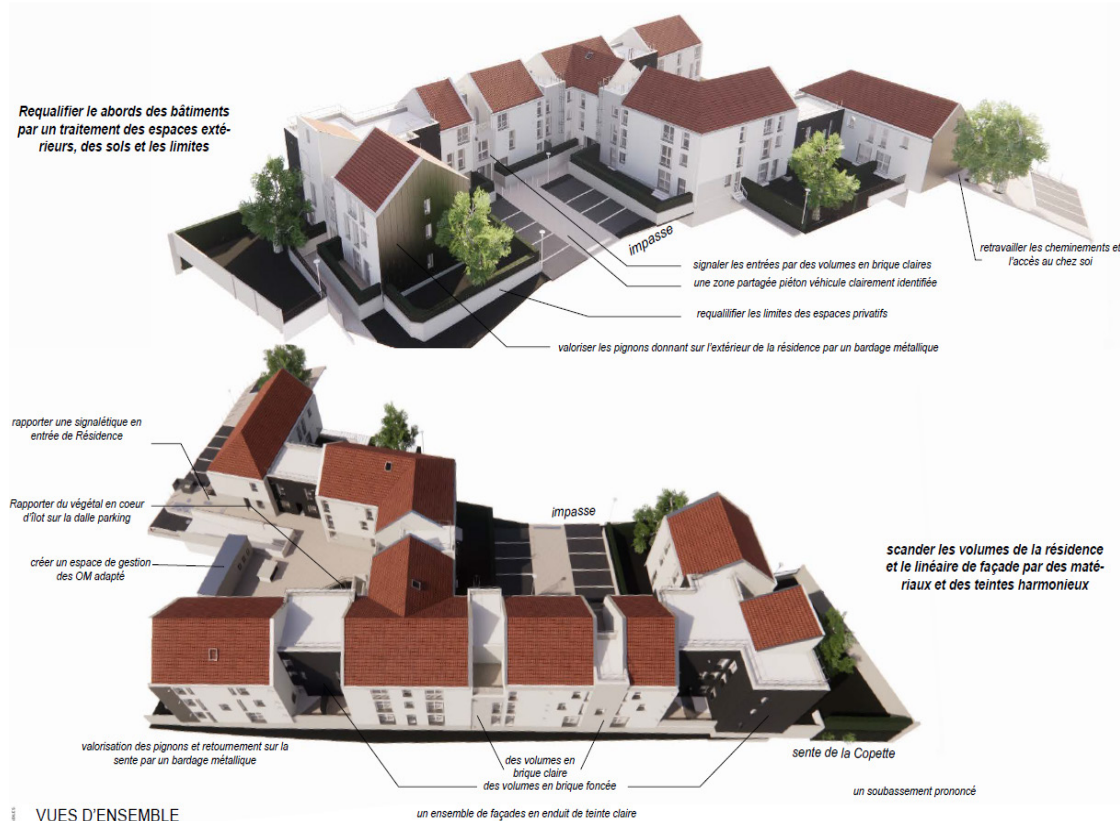 Requalifier le abords des bâtiments
par un traitement des espaces exté-
rieurs, des sols et les limites
impasse
retravailler les cheminements et
l'accès au chez soi
signaler les entrées par des volumes en brique claires
une zone partagée piéton véhicule clairement identifiée
requalilifier les limites des espaces privatifs
valoriser les pignons donnant sur l'extérieur de la résidence par un bardage métallique
rapporter une signalétique en
entrée de Résidence
Rapporter du végétal en coeur
d'îlot sur la dalle parking
créer un espace de gestion
des OM adapté
impasse
scander les volumes de la résidence
et le linéaire de façade par des maté-
riaux et des teintes harmonieux
valorisation des pignons et retournement sur la
sente par un bardage métallique
des volumes en
brique claire
des volumes en brique foncée
sente de la Copette
un soubassement prononcé
un ensemble de façades en enduit de teinte claire
VUES D'ENSEMBLE